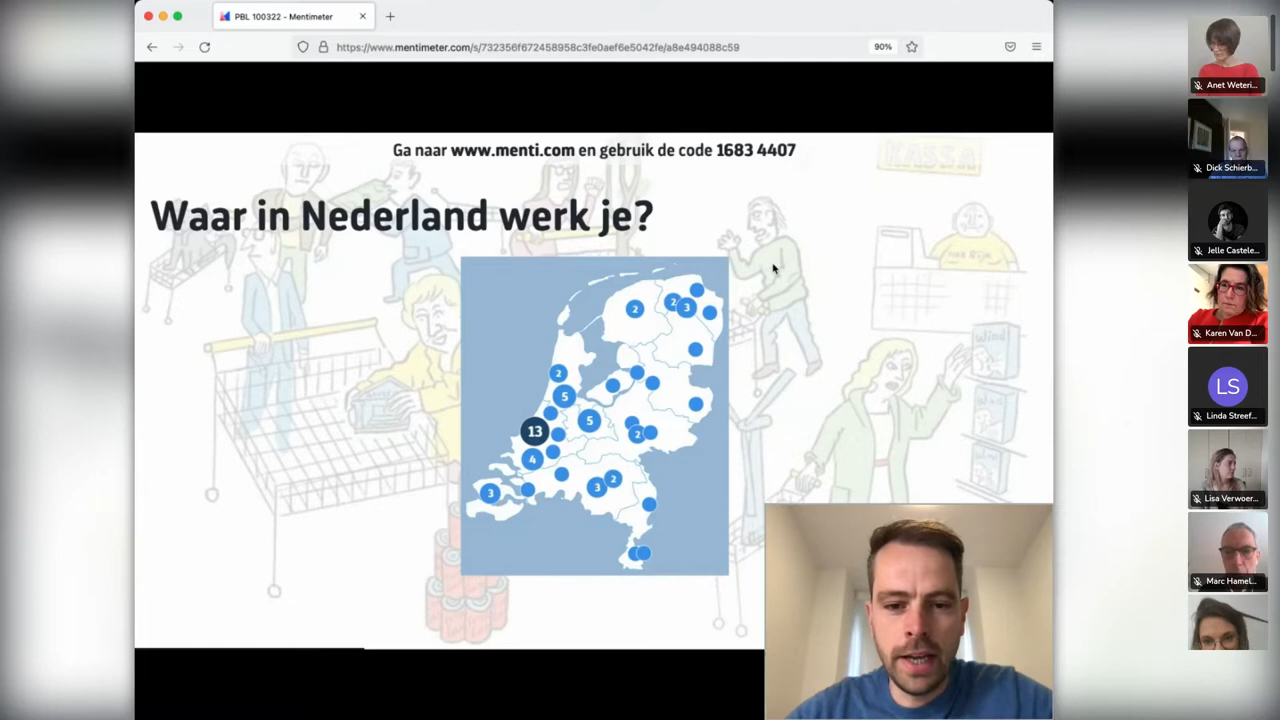 PBL 100322 - Mentimeter
https://www.mentimeter.com/s/732356f672458958c3fe0aef6e5042fe/a8e494088c59
90%
Ga naar www.menti.com en gebruik de code 1683 4407
KASSA
Waar in Nederland werk je?
2
2
3
2
5
5
13
2
4
2
3
3
Wind
Anet Weteri...
Dick Schierb...
Jelle Castele...
Karen Van D...
LS
Linda Streef...
Lisa Verwoer...
Marc Hamel...